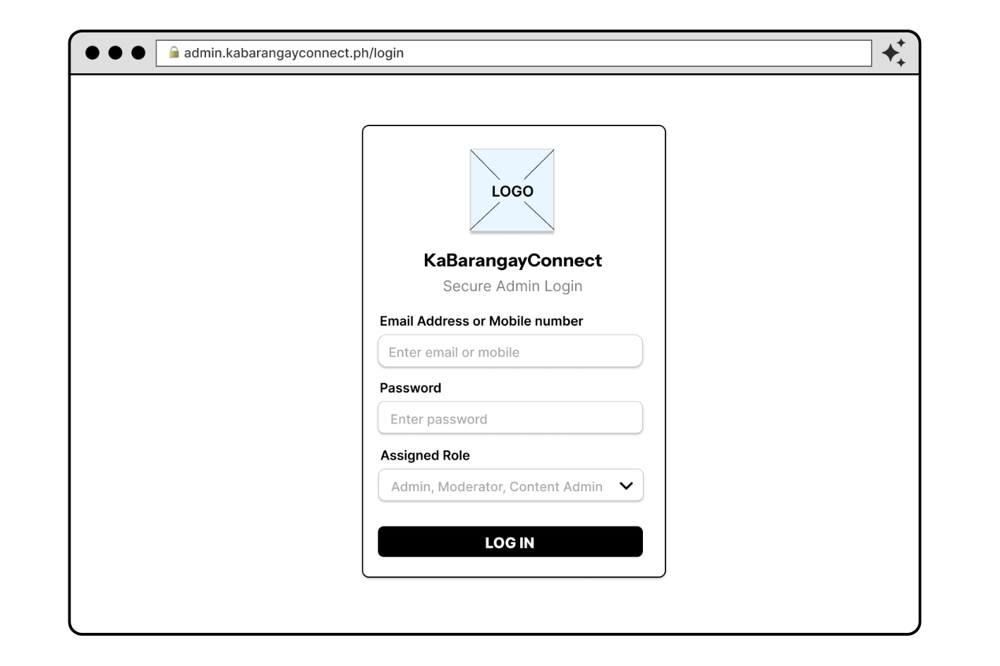 admin.kabarangayconnect.ph/login
LOGO
KaBarangayConnect
Secure Admin Login
Email Address or Mobile number
Enter email or mobile
Password
Enter password
Assigned Role
Admin, Moderator, Content Admin
LOG IN